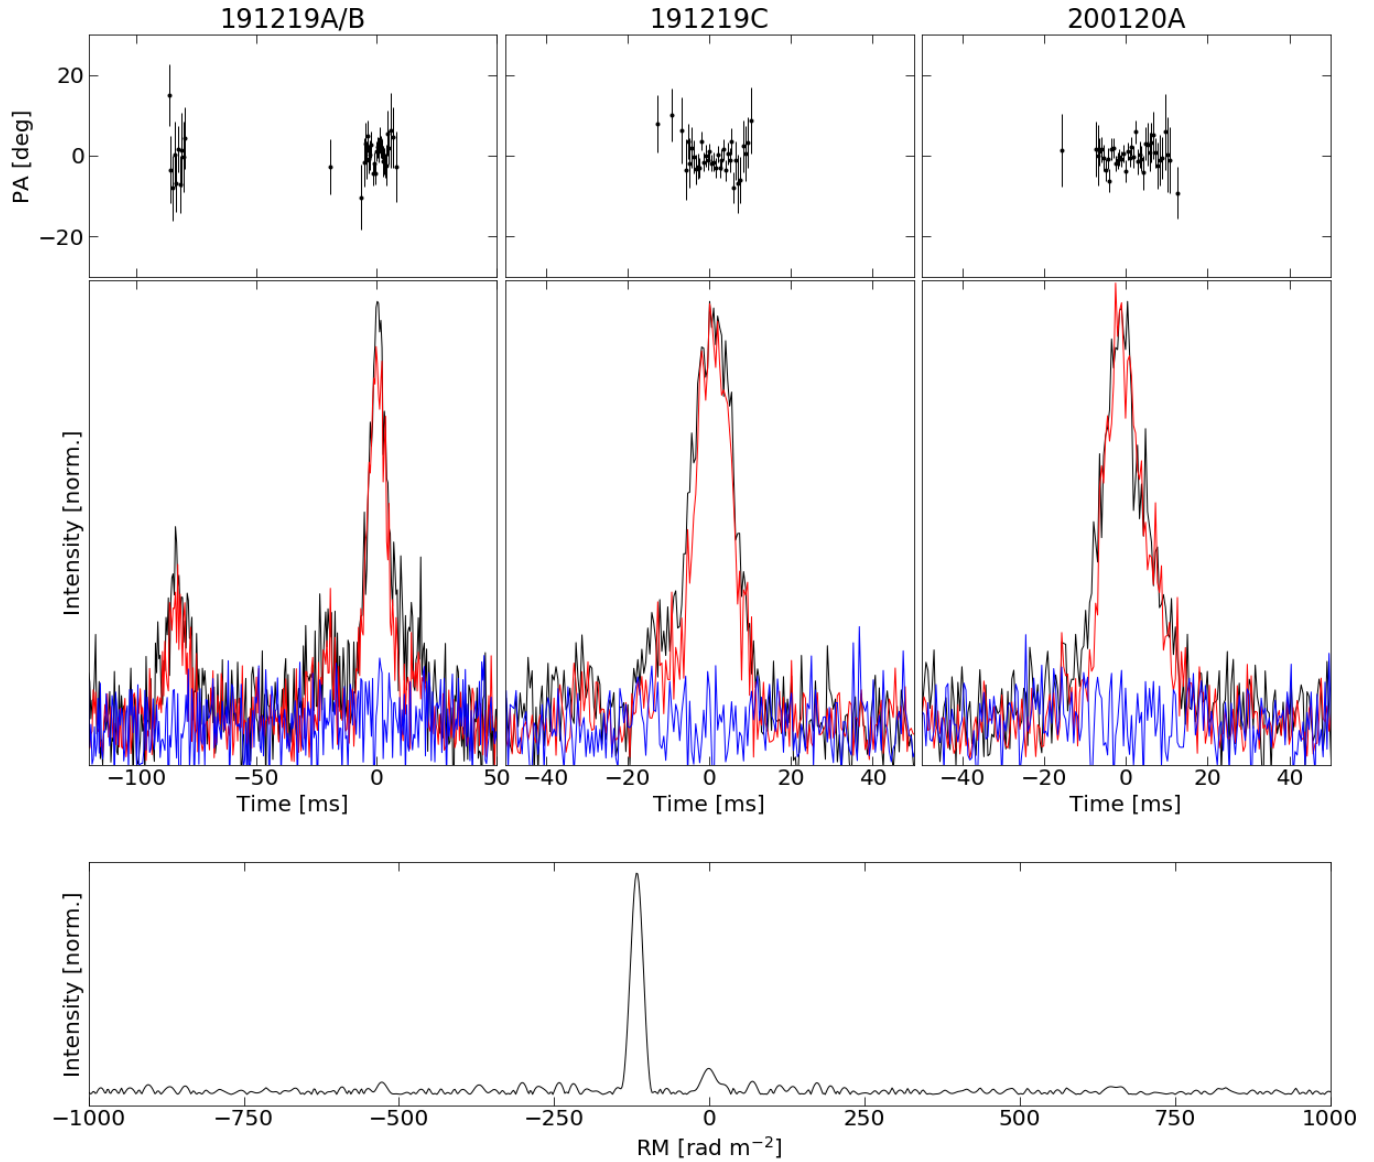 191219A/B 191219C 200120A
20
0
−20
PA [deg]
Intensity [norm.]
−100 −50 0 50 −40 −20 0 20 40 −40 −20 0 20 40
Time [ms] Time [ms] Time [ms]
Intensity [norm.]
−1000 −750 −500 −250 0 250 500 750 1000
RM [rad m⁻²]